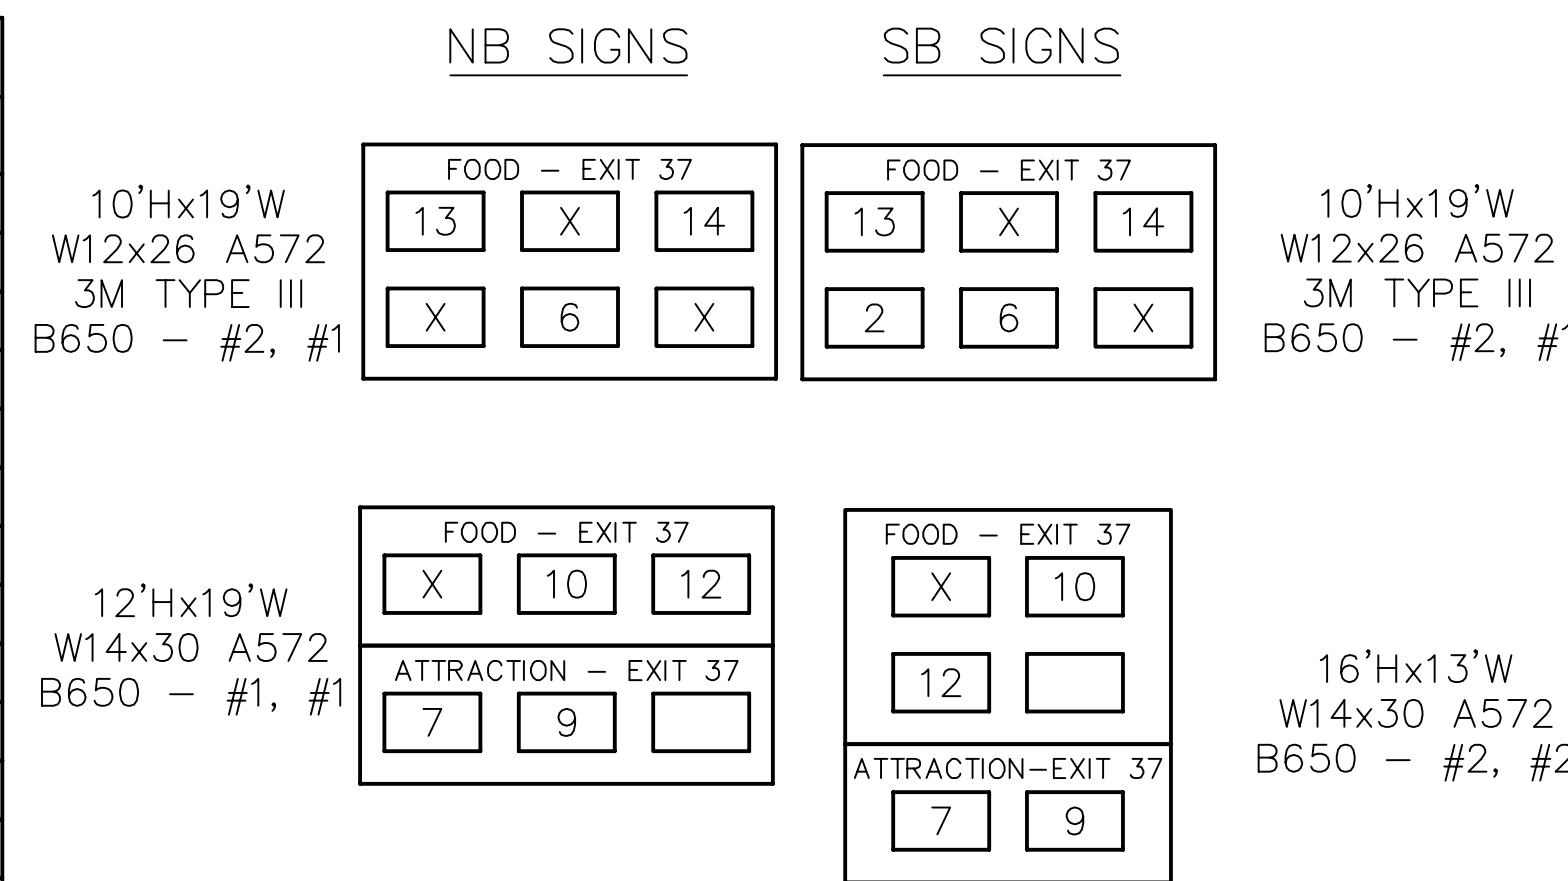 NB SIGNS
SB SIGNS
10'Hx19'W
W12x26 A572
3M TYPE III
B650 – #2, #1
FOOD – EXIT 37
13 X 14
X 6 X
FOOD – EXIT 37
13 X 14
2 6 X
10'Hx19'W
W12x26 A572
3M TYPE III
B650 – #2, #1
12'Hx19'W
W14x30 A572
B650 – #1, #1
FOOD – EXIT 37
X 10 12
ATTRACTION – EXIT 37
7 9
FOOD – EXIT 37
X 10
12
ATTRACTION–EXIT 37
7 9
16'Hx13'W
W14x30 A572
B650 – #2, #2